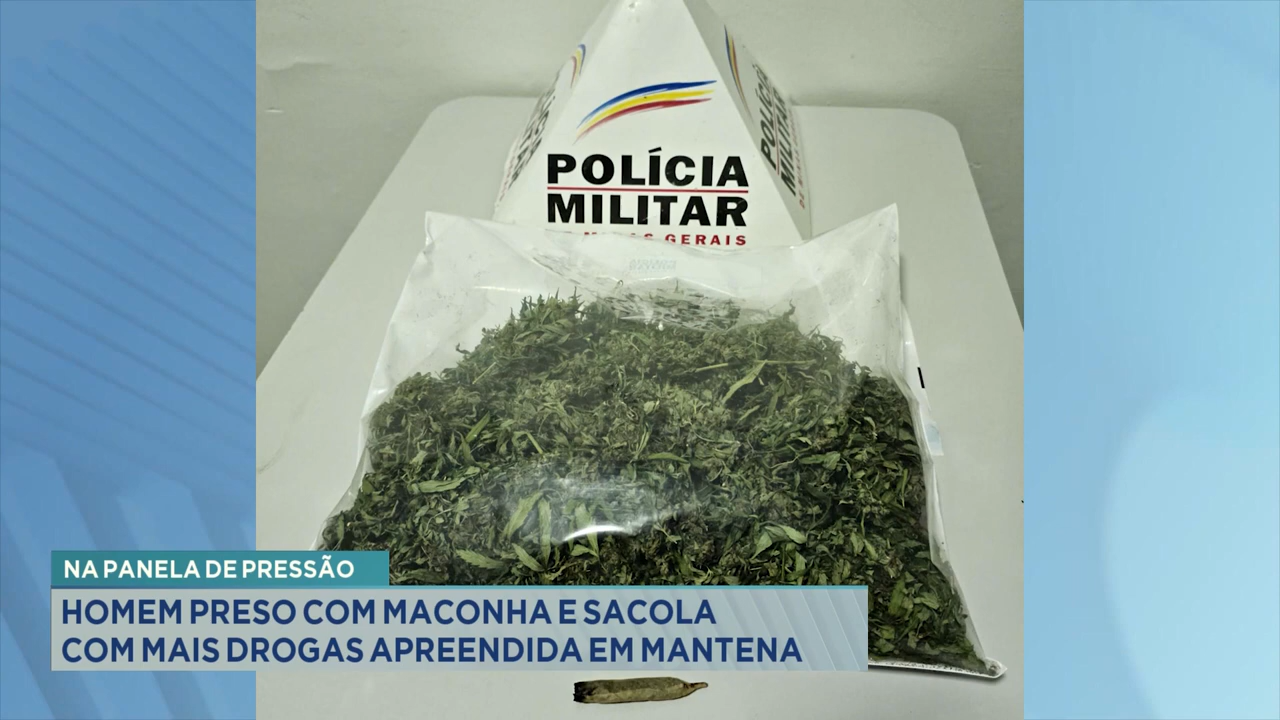 POLÍCIA
MILITAR
GERAIS
POLÍCIA
MILITAR
NA PANELA DE PRESSÃO
HOMEM PRESO COM MACONHA E SACOLA
COM MAIS DROGAS APREENDIDA EM MANTENA